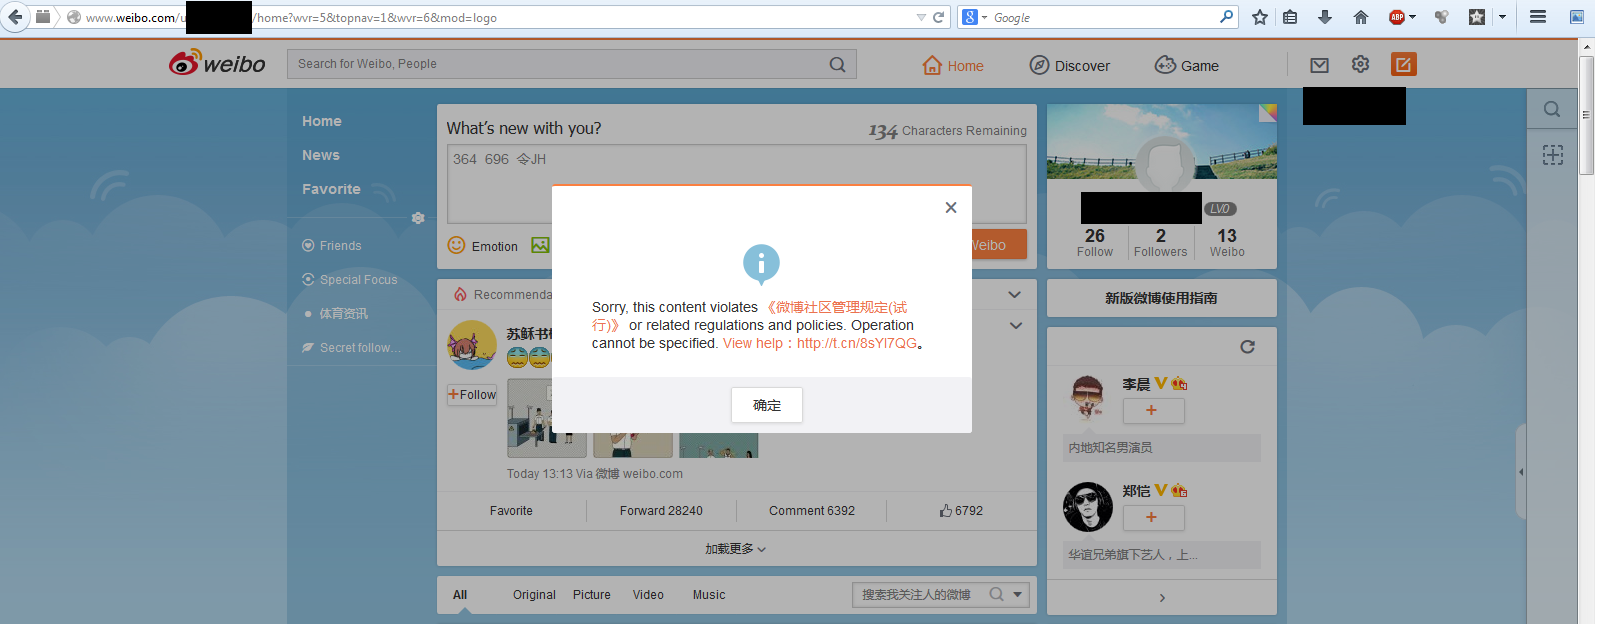 www.weibo.com/u
/home?wvr=5&topnav=1&wvr=6&mod=logo
Google
ABP
weibo
Search for Weibo, People
Home
Discover
Game
Home
News
Favorite
Friends
Special Focus
体育资讯
Secret follow...
What's new with you?
134 Characters Remaining
364 696 令JH
Emotion
Weibo
Sorry, this content violates 《微博社区管理规定(试
行)》 or related regulations and policies. Operation
cannot be specified. View help：http://t.cn/8sYl7QG。
确定
Recommenda
苏稣书
+Follow
Today 13:13 Via 微博 weibo.com
Favorite
Forward 28240
Comment 6392
6792
加载更多
All
Original
Picture
Video
Music
搜索我关注人的微博
LV0
26
Follow
2
Followers
13
Weibo
新版微博使用指南
李晨
+
内地知名男演员
郑恺
+
华谊兄弟旗下艺人，上...